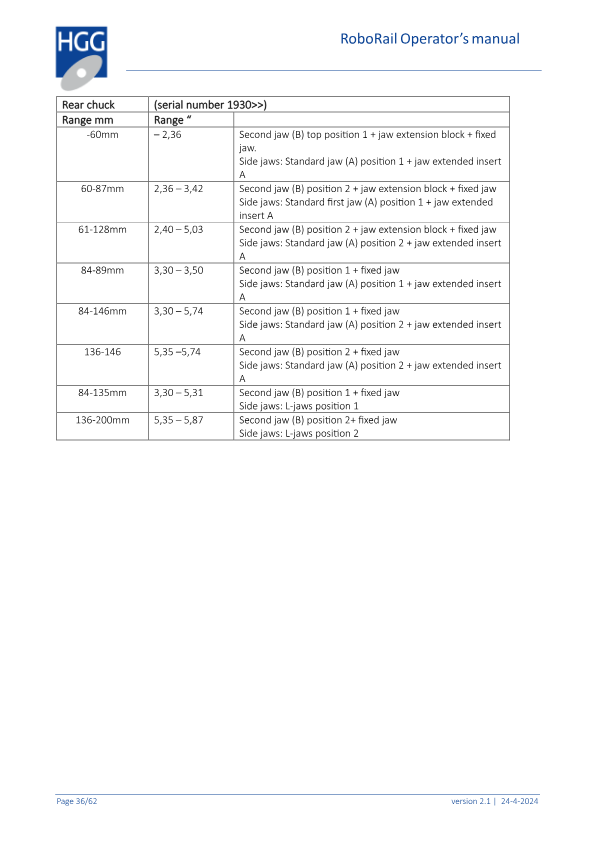 HGG
RoboRail Operator's manual
Rear chuck (serial number 1930>>)
Range mm Range “
-60mm – 2,36 Second jaw (B) top position 1 + jaw extension block + fixed
jaw.
Side jaws: Standard jaw (A) position 1 + jaw extended insert
A
60-87mm 2,36 – 3,42 Second jaw (B) position 2 + jaw extension block + fixed jaw
Side jaws: Standard first jaw (A) position 1 + jaw extended
insert A
61-128mm 2,40 – 5,03 Second jaw (B) position 2 + jaw extension block + fixed jaw
Side jaws: Standard jaw (A) position 2 + jaw extended insert
A
84-89mm 3,30 – 3,50 Second jaw (B) position 1 + fixed jaw
Side jaws: Standard jaw (A) position 1 + jaw extended insert
A
84-146mm 3,30 – 5,74 Second jaw (B) position 1 + fixed jaw
Side jaws: Standard jaw (A) position 2 + jaw extended insert
A
136-146 5,35 –5,74 Second jaw (B) position 2 + fixed jaw
Side jaws: Standard jaw (A) position 2 + jaw extended insert
A
84-135mm 3,30 – 5,31 Second jaw (B) position 1 + fixed jaw
Side jaws: L-jaws position 1
136-200mm 5,35 – 5,87 Second jaw (B) position 2+ fixed jaw
Side jaws: L-jaws position 2
Page 36/62 version 2.1 | 24-4-2024